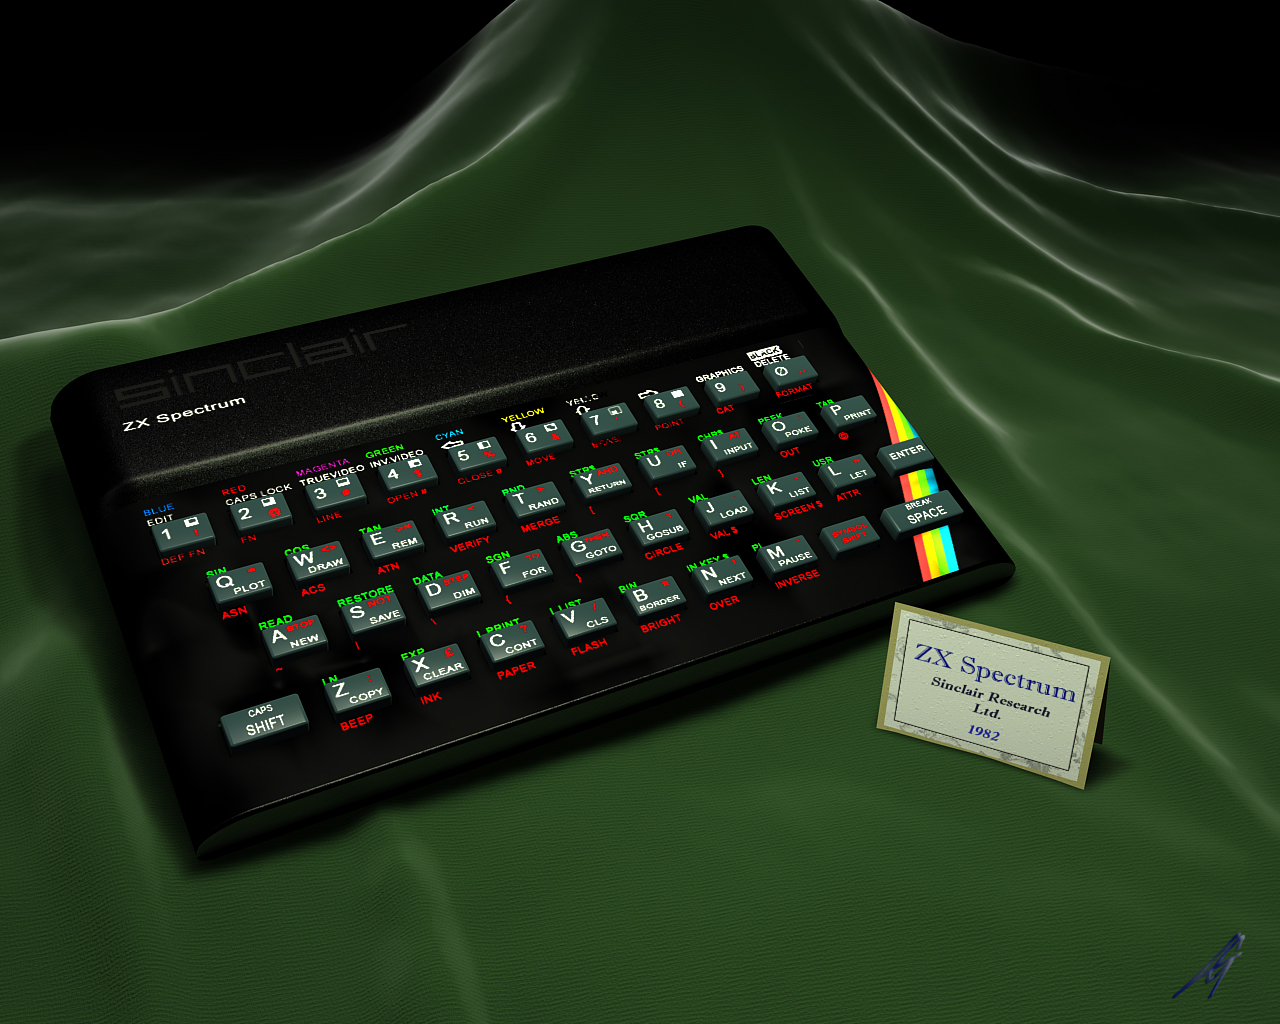 sinclair
ZX Spectrum
BLUE RED MAGENTA GREEN CYAN YELLOW BLACK
EDIT CAPS LOCK TRUEVIDEO INV.VIDEO GRAPHICS DELETE
1 2 3 4 5 6 7 8 9 0
DEF FN FN LINE OPEN # CLOSE # MOVE POINT CAT FORMAT
SIN COS TAN INT RND STR$ STR$ CHR$ PEEK TAB
Q PLOT W DRAW E REM R RUN T RAND Y RETURN U IF I INPUT O POKE P PRINT
ASN ACS ATN VERIFY MERGE [ [ ] OUT ©
READ RESTORE DATA SGN ABS SQR VAL LEN USR
A STOP NEW S NOT SAVE D STEP DIM F FOR G GOTO H GOSUB J LOAD K LIST L LET ENTER
~ | \ { } CIRCLE VAL $ SCREEN $ ATTR
LN EXP L PRINT L LIST BIN IN KEY $ PI
CAPS SHIFT Z COPY X £ CLEAR C ? CONT V / CLS B BORDER N NEXT M PAUSE SYMBOL SHIFT BREAK SPACE
BEEP INK PAPER FLASH BRIGHT OVER INVERSE
ZX Spectrum
Sinclair Research
Ltd.
1982